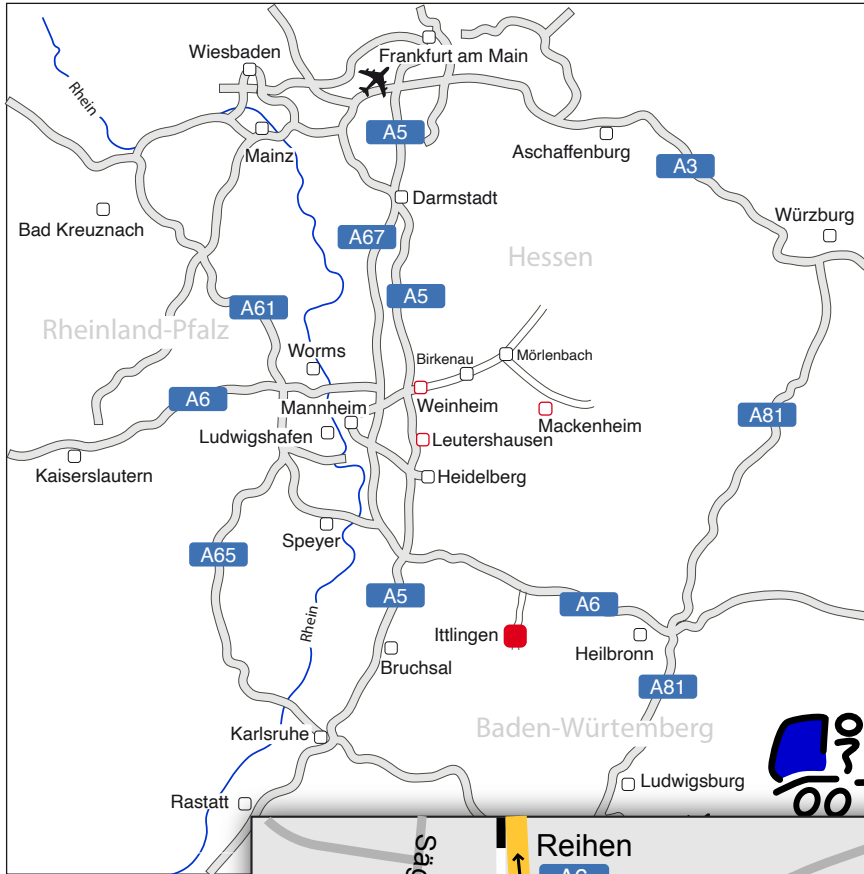 Wiesbaden
Frankfurt am Main
Rhein
A5
Mainz
Aschaffenburg
A3
Darmstadt
Bad Kreuznach
Würzburg
A67
Hessen
A5
A61
Rheinland-Pfalz
Worms
Birkenau
Mörlenbach
A6
Mannheim
Weinheim
Mackenheim
A81
Ludwigshafen
Leutershausen
Kaiserslautern
Heidelberg
Speyer
A65
A5
A6
Rhein
Ittlingen
Heilbronn
Bruchsal
A81
Baden-Würtemberg
Karlsruhe
Ludwigsburg
Rastatt
Reihen